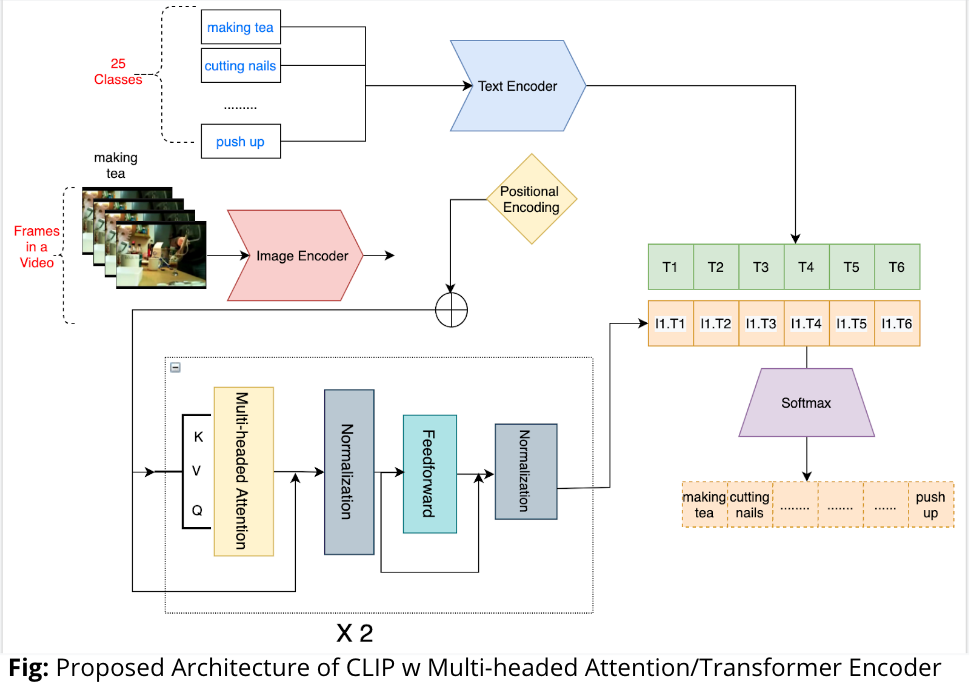 making tea
cutting nails
.........
push up
25
Classes
Text Encoder
making
tea
Frames
in a
Video
Image Encoder
Positional
Encoding
T1 T2 T3 T4 T5 T6
I1.T1 I1.T2 I1.T3 I1.T4 I1.T5 I1.T6
Softmax
making
tea
cutting
nails
........
.......
......
push
up
K
V
Q
Multi-headed Attention
Normalization
Feedforward
Normalization
X 2
Fig: Proposed Architecture of CLIP w Multi-headed Attention/Transformer Encoder